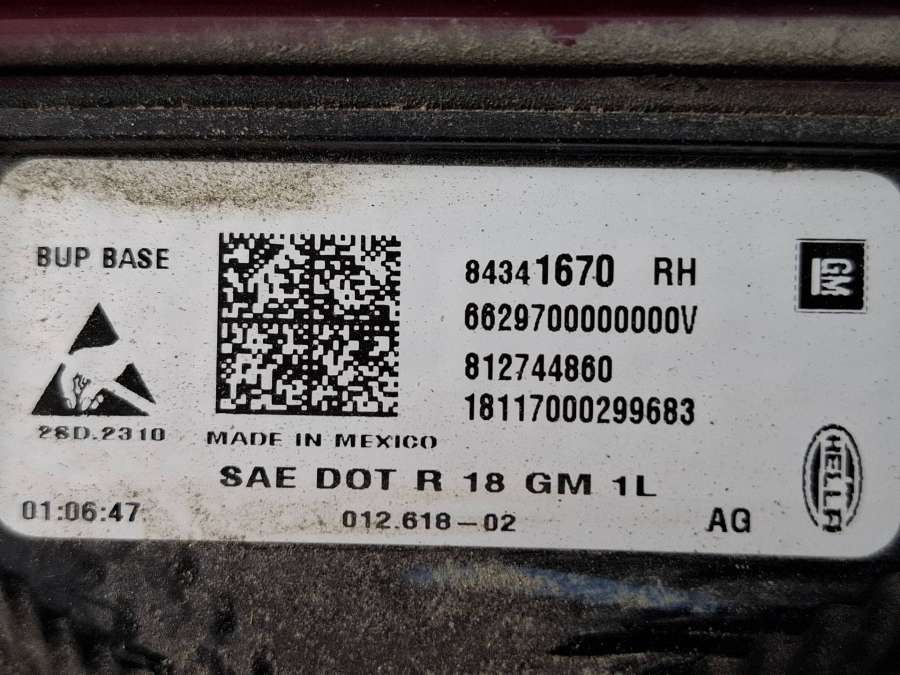 BUP BASE
84341670 RH
GM
6629700000000V
812744860
18117000299683
28D.2310
MADE IN MEXICO
SAE DOT R 18 GM 1L
HELLA
01:06:47
012.618-02
AG